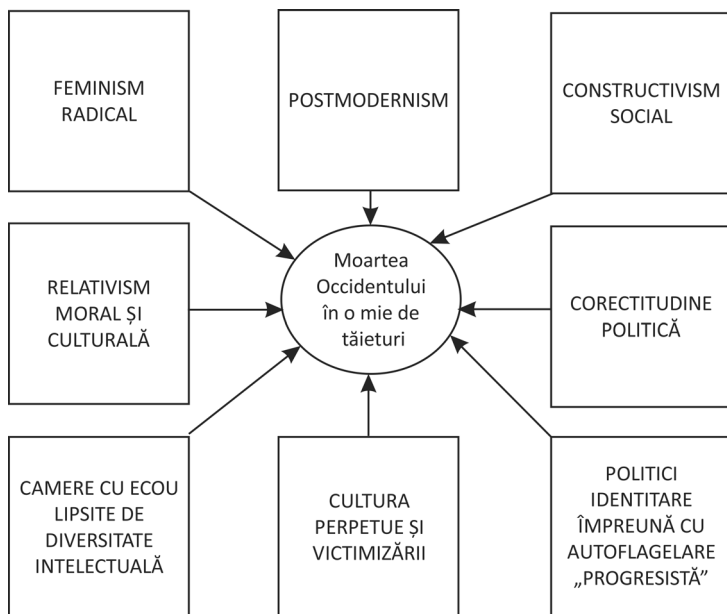 FEMINISM
RADICAL
POSTMODERNISM
CONSTRUCTIVISM
SOCIAL
RELATIVISM
MORAL ȘI
CULTURALĂ
Moartea
Occidentului
în o mie de
tăieturi
CORECTITUDINE
POLITICĂ
CAMERE CU ECOU
LIPSITE DE
DIVERSITATE
INTELECTUALĂ
CULTURA
PERPETUE ȘI
VICTIMIZĂRII
POLITICI
IDENTITARE
ÎMPREUNĂ CU
AUTOFLAGELARE
„PROGRESISTĂ”